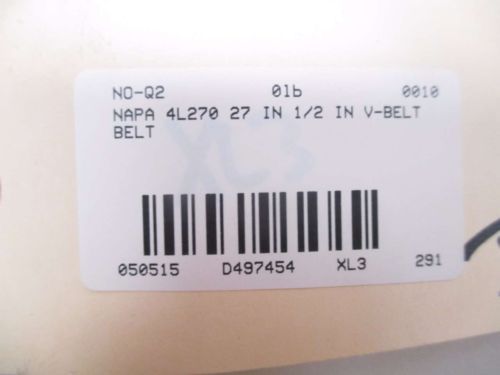 NO-Q2 01b 0010
NAPA 4L270 27 IN 1/2 IN V-BELT
BELT
XL3
050515 D497454 XL3 291